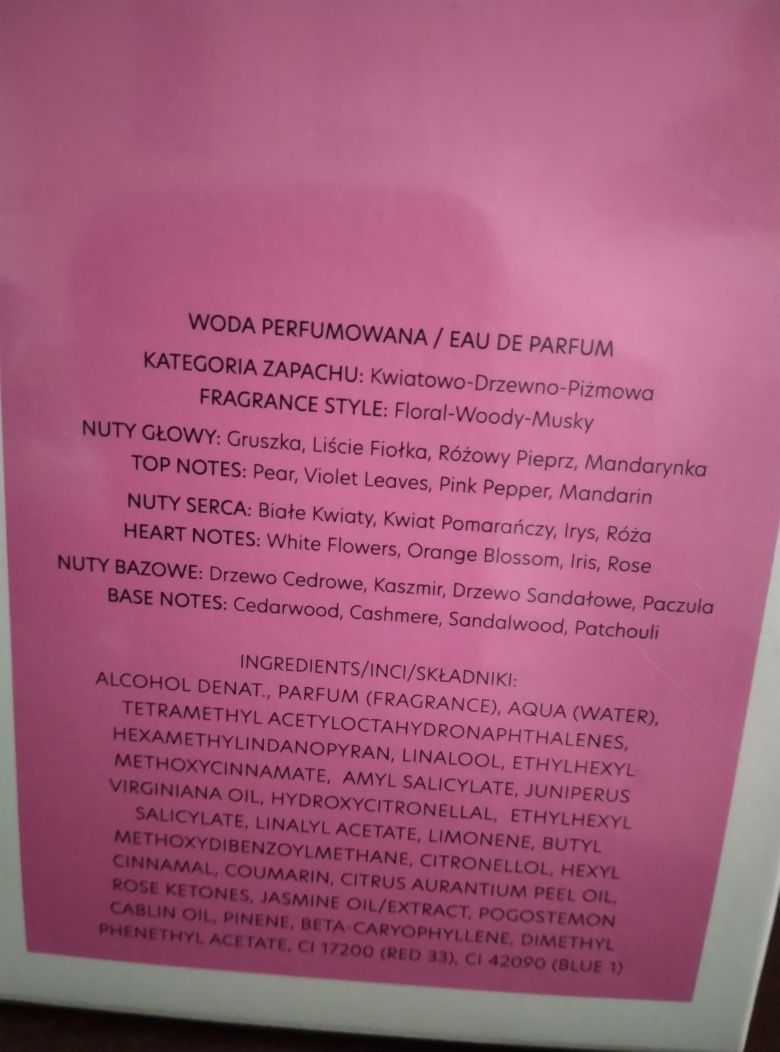 WODA PERFUMOWANA / EAU DE PARFUM
KATEGORIA ZAPACHU: Kwiatowo-Drzewno-Piżmowa
FRAGRANCE STYLE: Floral-Woody-Musky
NUTY GŁOWY: Gruszka, Liście Fiołka, Różowy Pieprz, Mandarynka
TOP NOTES: Pear, Violet Leaves, Pink Pepper, Mandarin
NUTY SERCA: Białe Kwiaty, Kwiat Pomarańczy, Irys, Róża
HEART NOTES: White Flowers, Orange Blossom, Iris, Rose
NUTY BAZOWE: Drzewo Cedrowe, Kaszmir, Drzewo Sandałowe, Paczula
BASE NOTES: Cedarwood, Cashmere, Sandalwood, Patchouli
INGREDIENTS/INCI/SKŁADNIKI:
ALCOHOL DENAT., PARFUM (FRAGRANCE), AQUA (WATER),
TETRAMETHYL ACETYLOCTAHYDRONAPHTHALENES,
HEXAMETHYLINDANOPYRAN, LINALOOL, ETHYLHEXYL
METHOXYCINNAMATE, AMYL SALICYLATE, JUNIPERUS
VIRGINIANA OIL, HYDROXYCITRONELLAL, ETHYLHEXYL
SALICYLATE, LINALYL ACETATE, LIMONENE, BUTYL
METHOXYDIBENZOYLMETHANE, CITRONELLOL, HEXYL
CINNAMAL, COUMARIN, CITRUS AURANTIUM PEEL OIL,
ROSE KETONES, JASMINE OIL/EXTRACT, POGOSTEMON
CABLIN OIL, PINENE, BETA-CARYOPHYLLENE, DIMETHYL
PHENETHYL ACETATE, CI 17200 (RED 33), CI 42090 (BLUE 1)